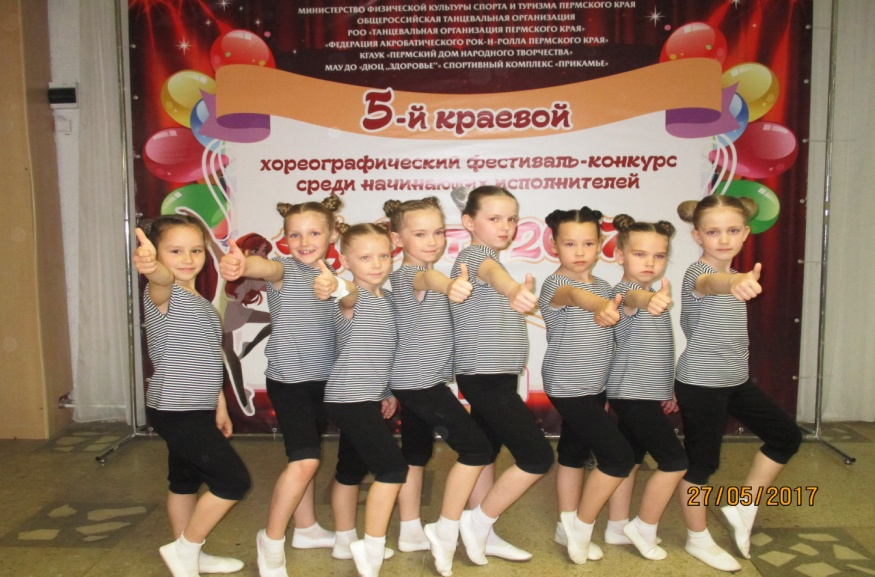 МИНИСТЕРСТВО ФИЗИЧЕСКОЙ КУЛЬТУРЫ СПОРТА И ТУРИЗМА ПЕРМСКОГО КРАЯ
ОБЩЕРОССИЙСКАЯ ТАНЦЕВАЛЬНАЯ ОРГАНИЗАЦИЯ
РОО «ТАНЦЕВАЛЬНАЯ ОРГАНИЗАЦИЯ ПЕРМСКОГО КРАЯ»
«ФЕДЕРАЦИЯ АКРОБАТИЧЕСКОГО РОК-Н-РОЛЛА ПЕРМСКОГО КРАЯ»
КГАУК «ПЕРМСКИЙ ДОМ НАРОДНОГО ТВОРЧЕСТВА»
МАУ ДО «ДЮЦ „ЗДОРОВЬЕ"» СПОРТИВНЫЙ КОМПЛЕКС «ПРИКАМЬЕ»
5-й краевой
хореографический фестиваль-конкурс
среди начинающих исполнителей
27/05/2017